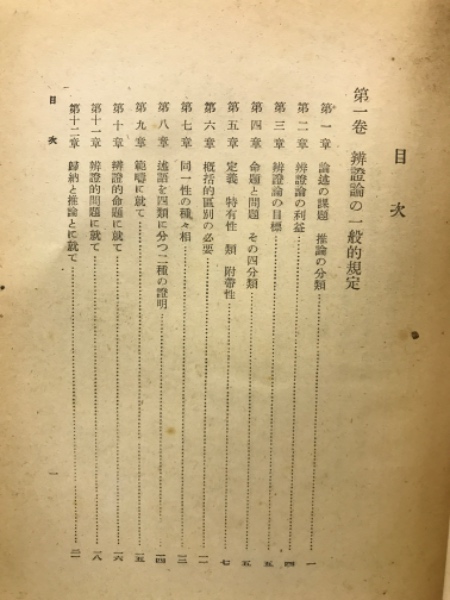 目次
第一卷 辨證論の一般的規定
第一章 論述の課題 推論の分類……一
第二章 辨證論の利益……四
第三章 辨證論の目標……五
第四章 命題と問題 その四分類……五
第五章 定義 特有性 類 附帶性……七
第六章 概括的區別の必要……一一
第七章 同一性の種々相……一二
第八章 述語を四類に分つ二種の證明……一四
第九章 範疇に就て……一五
第十章 辨證的命題に就て……一六
第十一章 辨證的問題に就て……一八
第十二章 歸納と推論とに就て……二一
目次
一